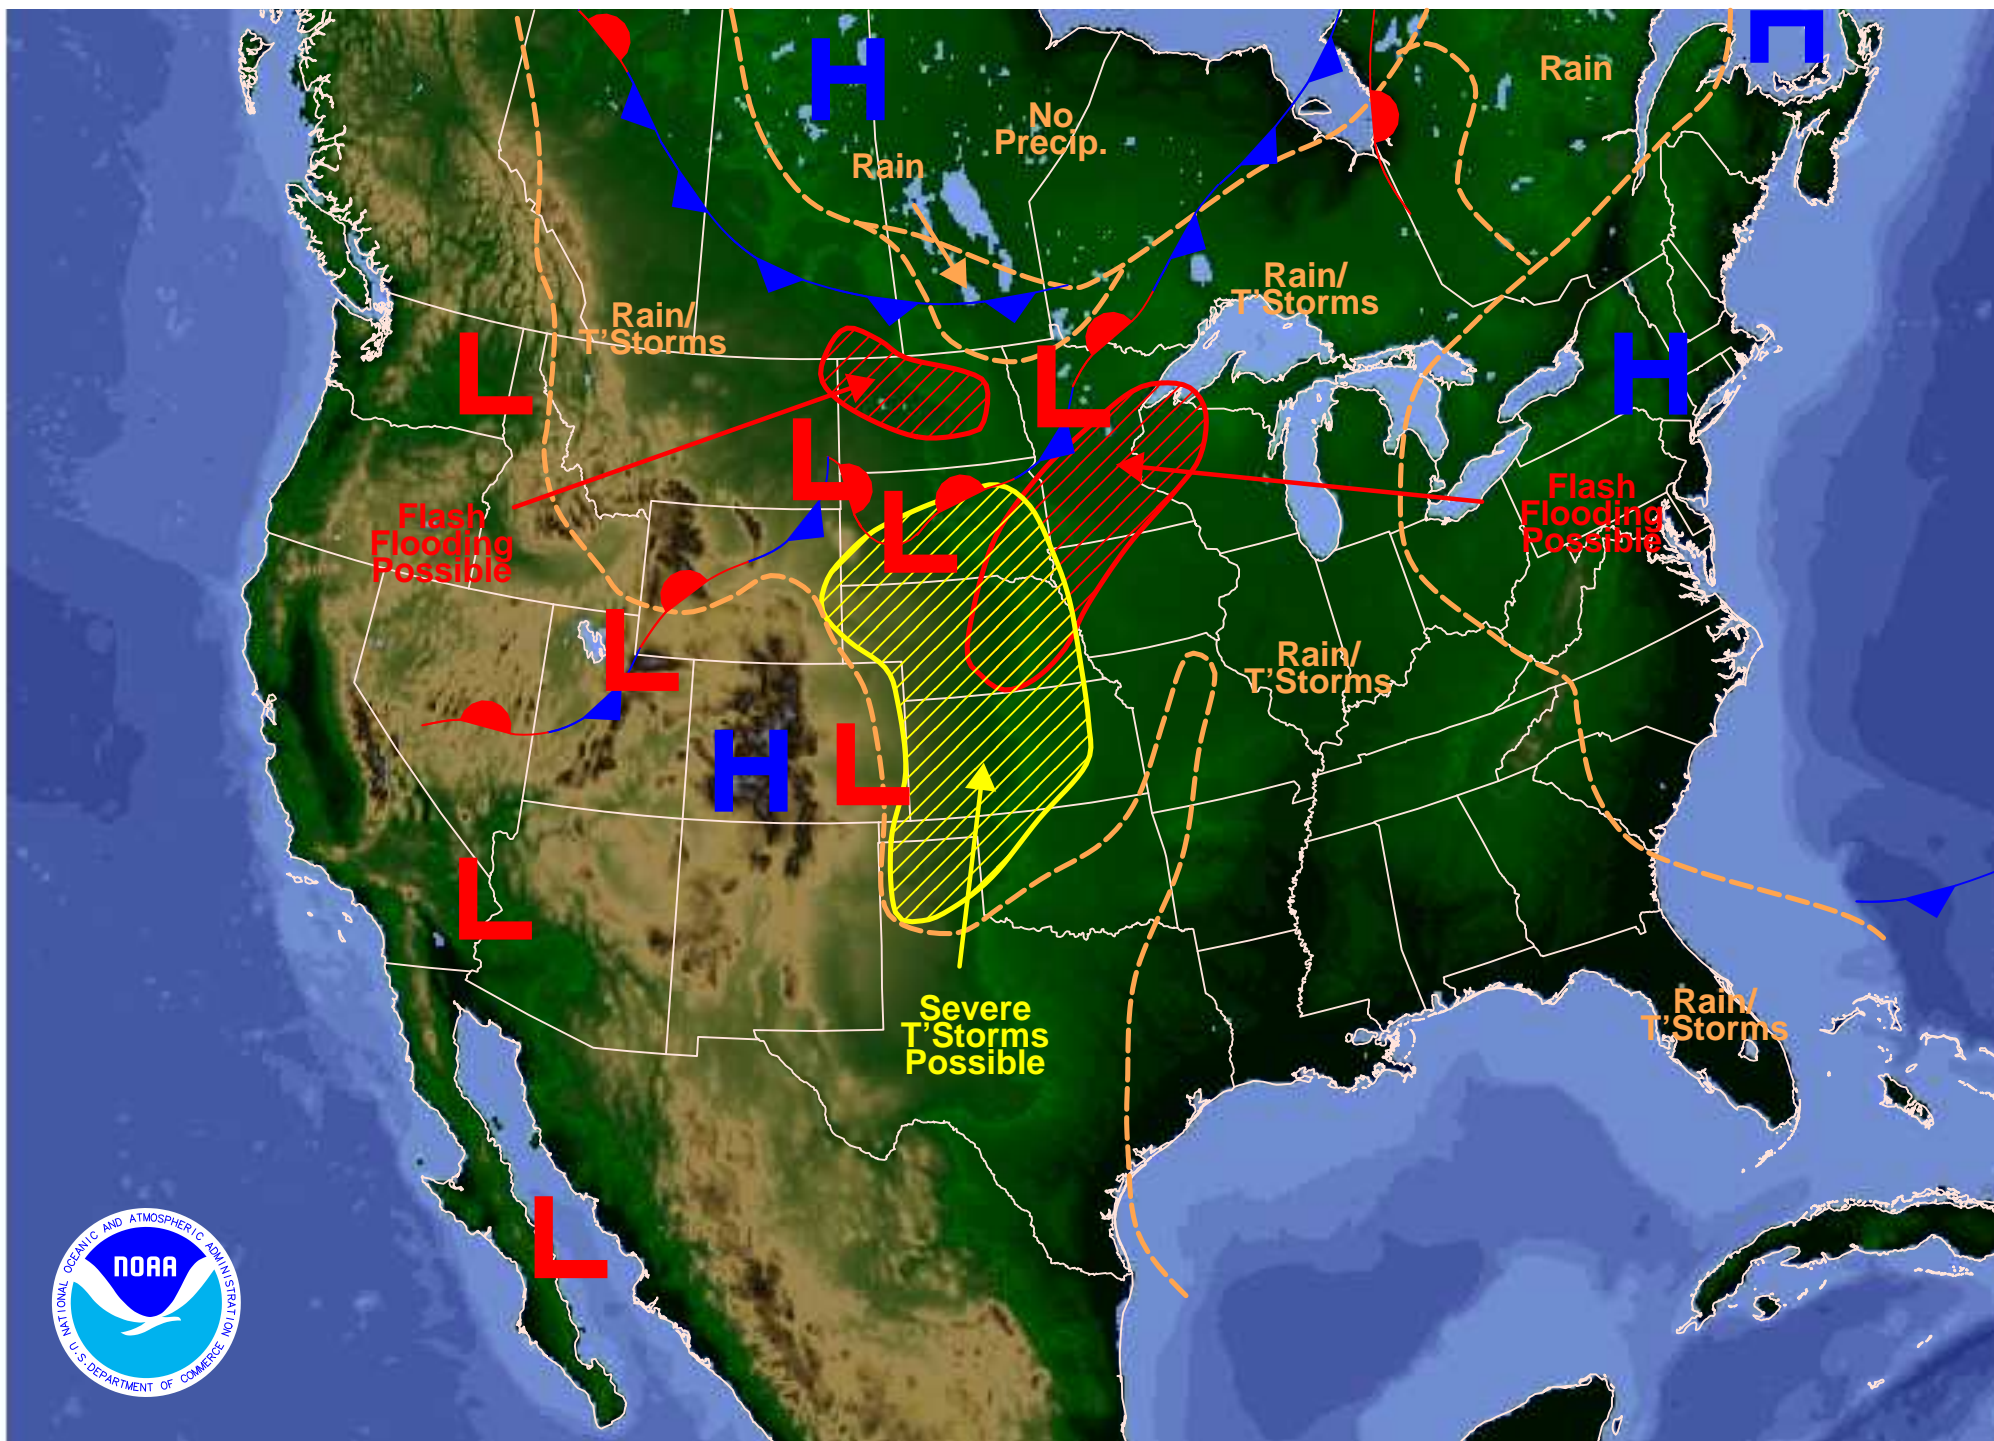 H
H
Rain
No
Precip.
Rain
Rain/
T'Storms
Rain/
T'Storms
L
L
H
L
L
Flash
Flooding
Possible
Flash
Flooding
Possible
L
Rain/
T'Storms
H
L
L
Severe
T'Storms
Possible
Rain/
T'Storms
L
NATIONAL OCEANIC AND ATMOSPHERIC ADMINISTRATION
NOAA
U.S. DEPARTMENT OF COMMERCE